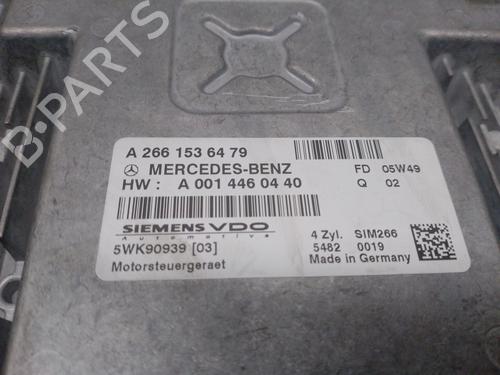 A 266 153 64 79
MERCEDES-BENZ FD 05W49
HW : A 001 446 04 40 Q 02
SIEMENS VDO
Automotive
4 Zyl. SIM266
5WK90939 [03] 5482 0019
Motorsteuergeraet Made in Germany
B-PARTS